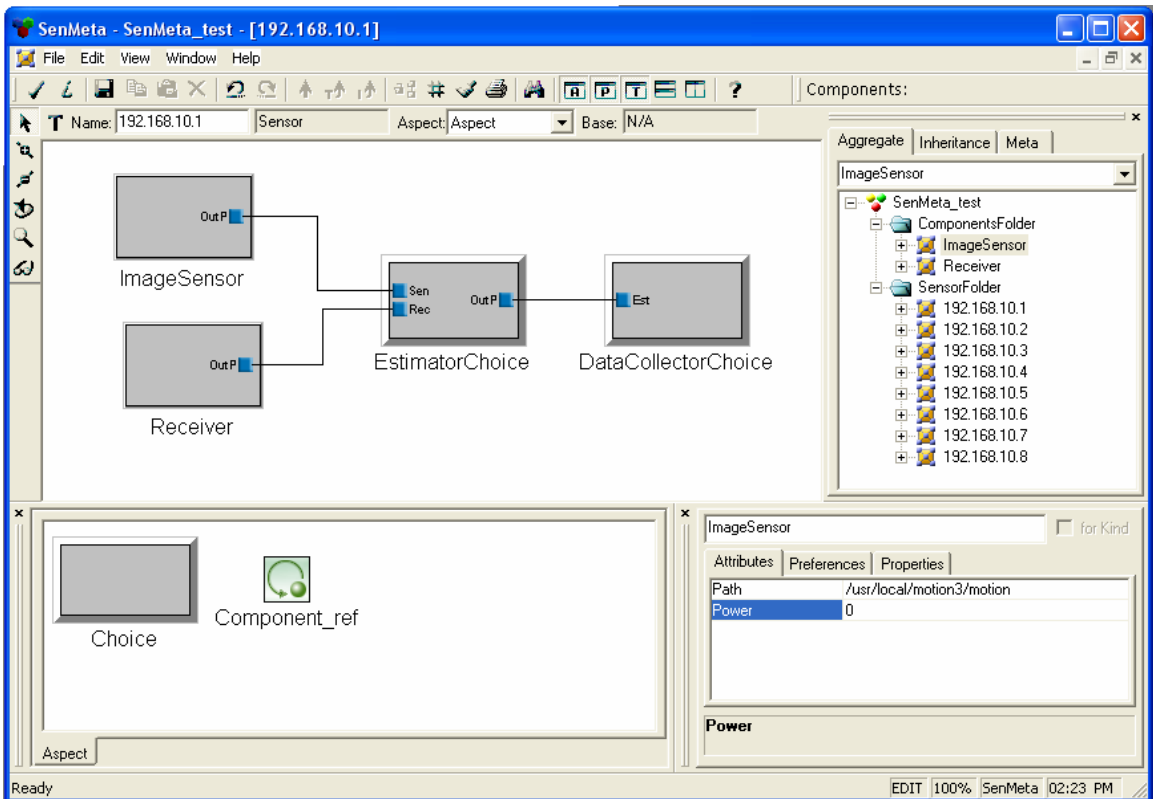 SenMeta - SenMeta_test - [192.168.10.1]
File Edit View Window Help
Components:
Name: 192.168.10.1 Sensor Aspect: Aspect Base: N/A
OutP
ImageSensor
OutP
Receiver
Sen
Rec
OutP
EstimatorChoice
Est
DataCollectorChoice
Aggregate Inheritance Meta
ImageSensor
SenMeta_test
ComponentsFolder
ImageSensor
Receiver
SensorFolder
192.168.10.1
192.168.10.2
192.168.10.3
192.168.10.4
192.168.10.5
192.168.10.6
192.168.10.7
192.168.10.8
Choice
Component_ref
Aspect
ImageSensor for Kind
Attributes Preferences Properties
Path /usr/local/motion3/motion
Power 0
Power
Ready EDIT 100% SenMeta 02:23 PM